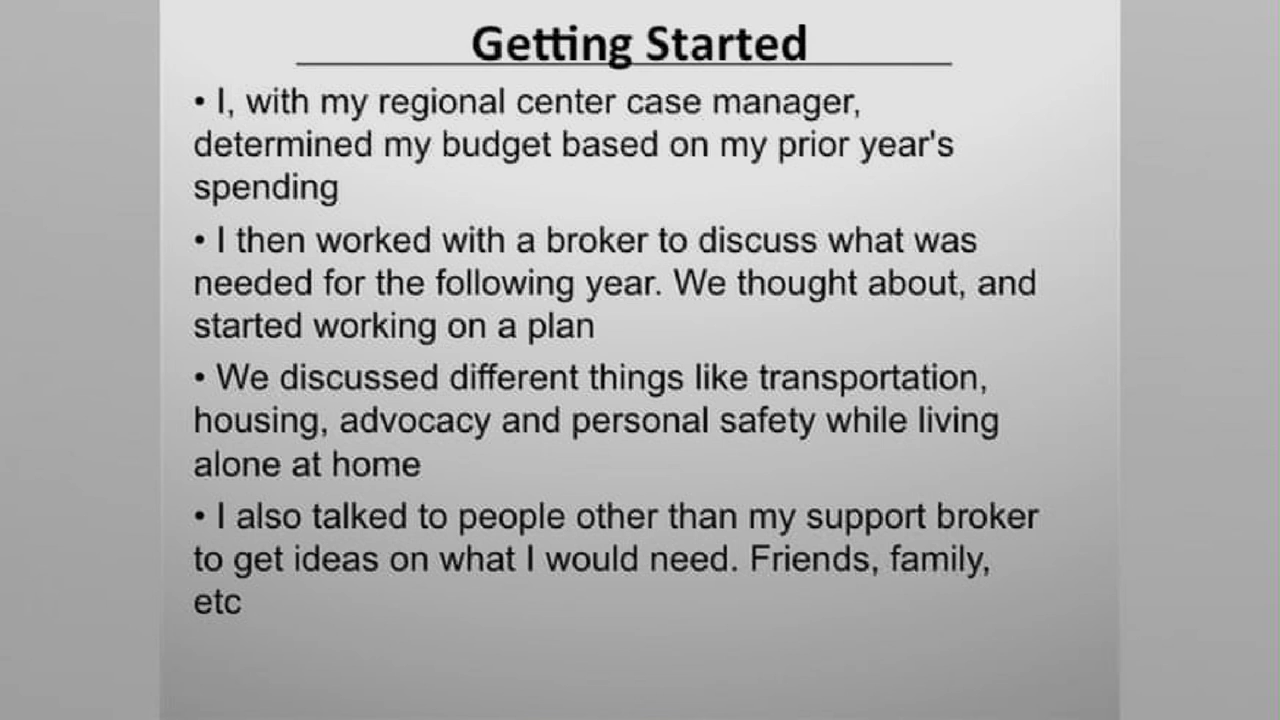 Getting Started
• I, with my regional center case manager,
determined my budget based on my prior year's
spending
• I then worked with a broker to discuss what was
needed for the following year. We thought about, and
started working on a plan
• We discussed different things like transportation,
housing, advocacy and personal safety while living
alone at home
• I also talked to people other than my support broker
to get ideas on what I would need. Friends, family,
etc